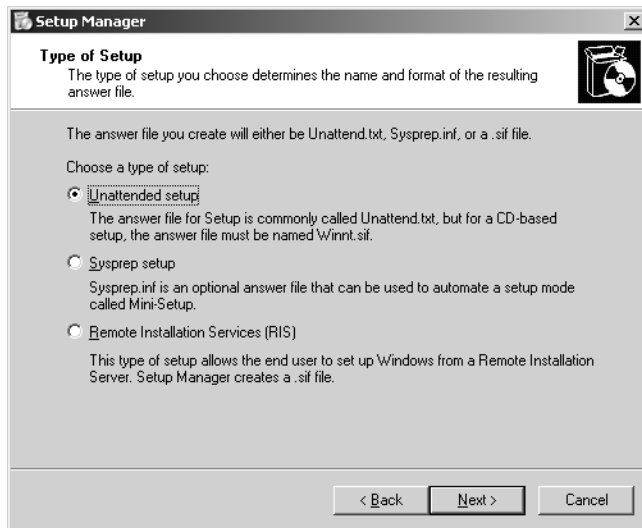 Setup Manager
Type of Setup
The type of setup you choose determines the name and format of the resulting
answer file.
The answer file you create will either be Unattend.txt, Sysprep.inf, or a .sif file.
Choose a type of setup:
Unattended setup
The answer file for Setup is commonly called Unattend.txt, but for a CD-based
setup, the answer file must be named Winnt.sif.
Sysprep setup
Sysprep.inf is an optional answer file that can be used to automate a setup mode
called Mini-Setup.
Remote Installation Services (RIS)
This type of setup allows the end user to set up Windows from a Remote Installation
Server. Setup Manager creates a .sif file.
< Back Next > Cancel